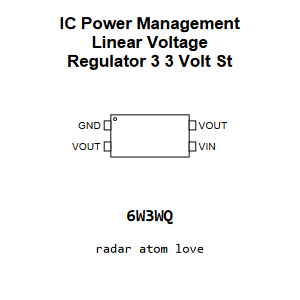 IC Power Management
Linear Voltage
Regulator 3 3 Volt St
GND VOUT
VOUT VIN
6W3WQ
radar atom love